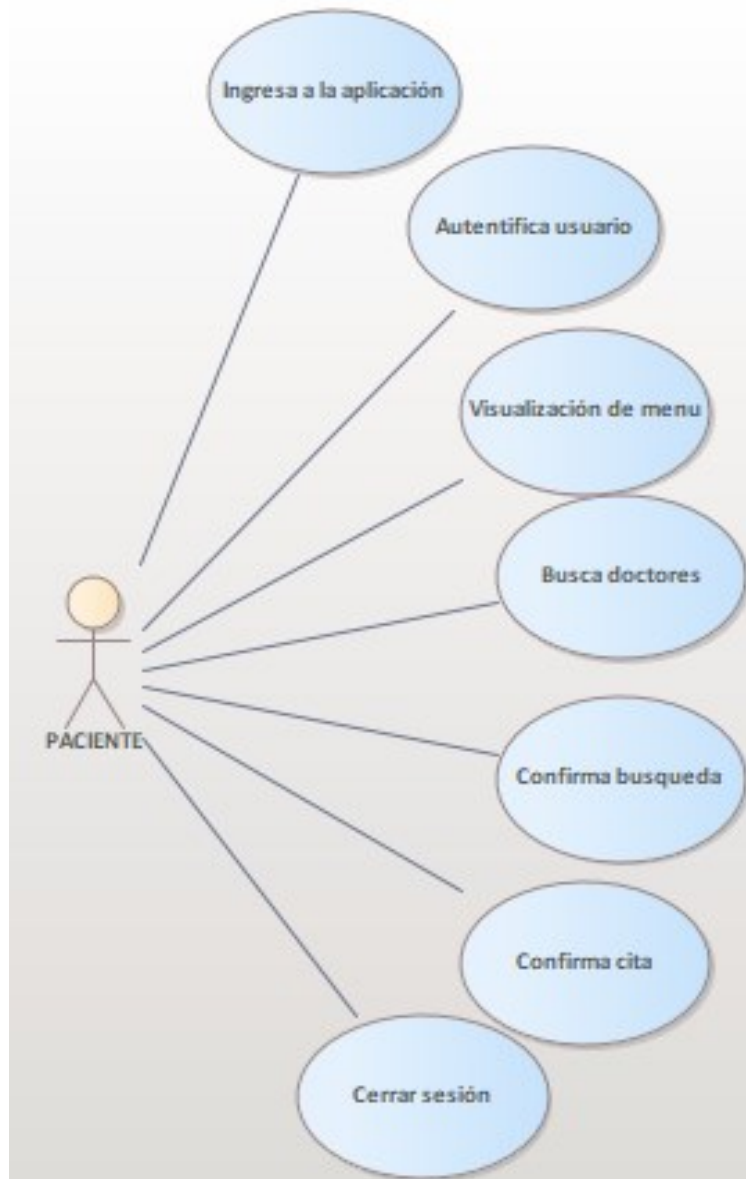 Ingresa a la aplicación
Autentifica usuario
Visualización de menu
Busca doctores
PACIENTE
Confirma busqueda
Confirma cita
Cerrar sesión